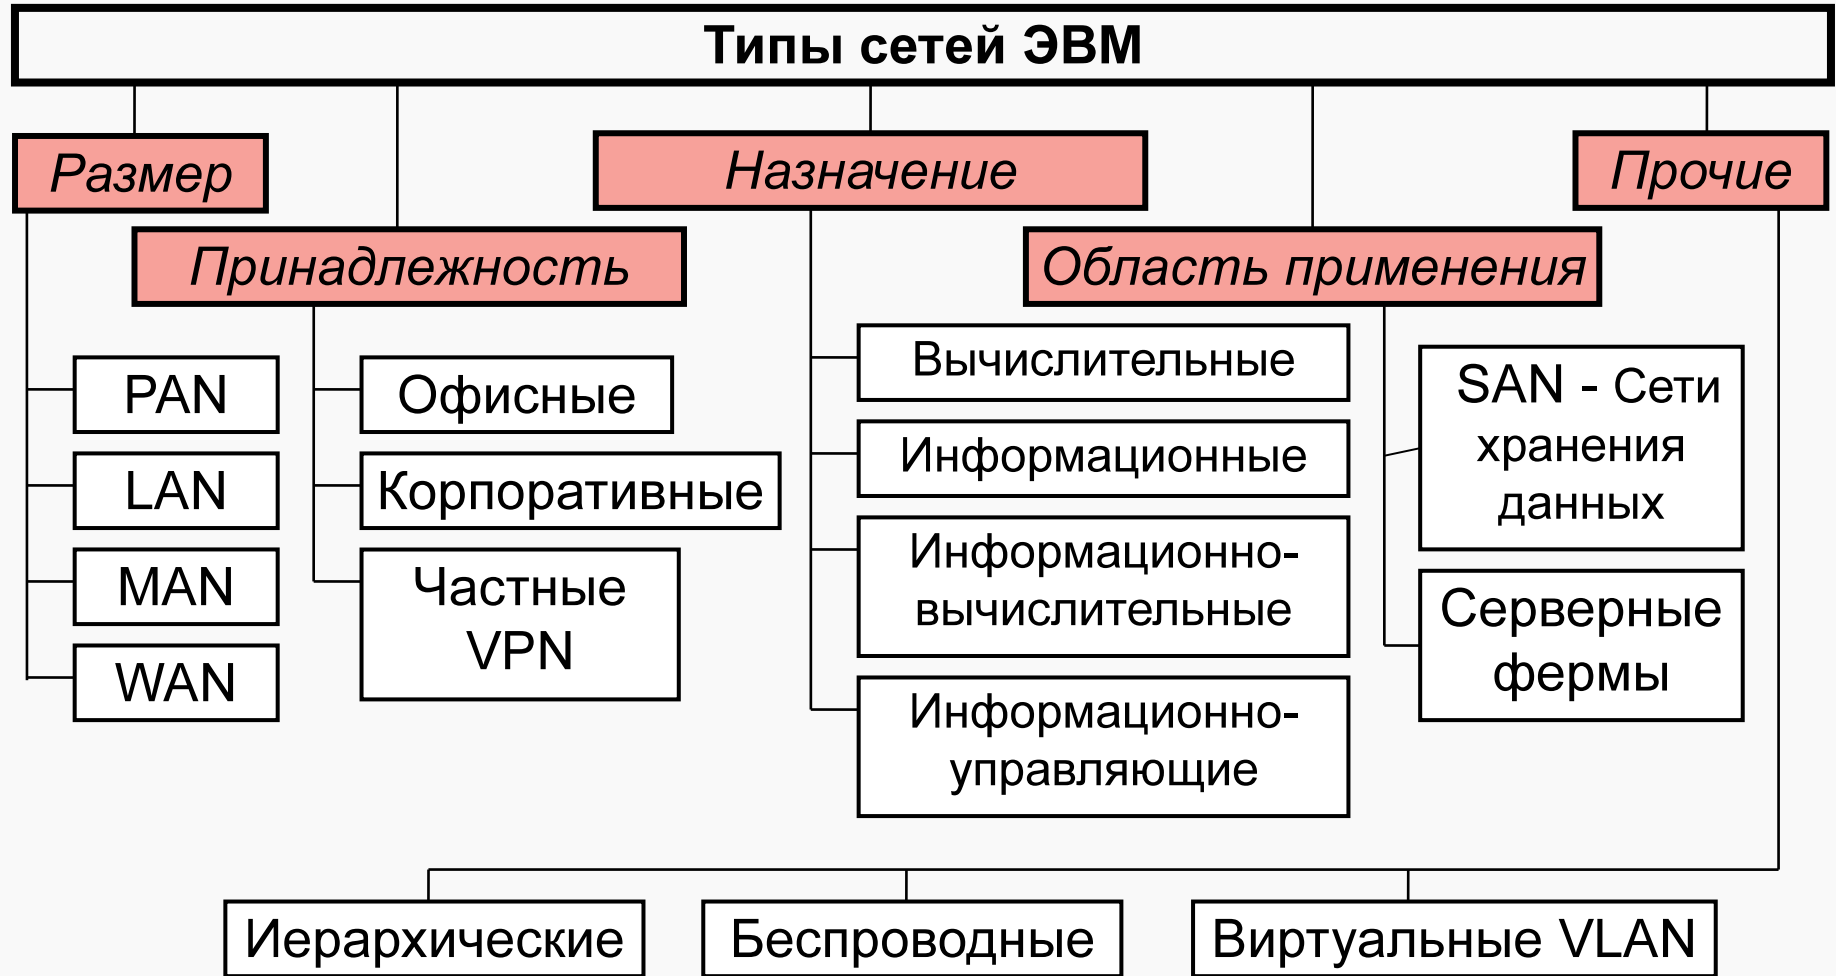 Типы сетей ЭВМ
Размер
Назначение
Прочие
Принадлежность
Область применения
PAN
LAN
MAN
WAN
Офисные
Корпоративные
Частные
VPN
Вычислительные
Информационные
Информационно-
вычислительные
Информационно-
управляющие
SAN - Сети
хранения
данных
Серверные
фермы
Иерархические
Беспроводные
Виртуальные VLAN